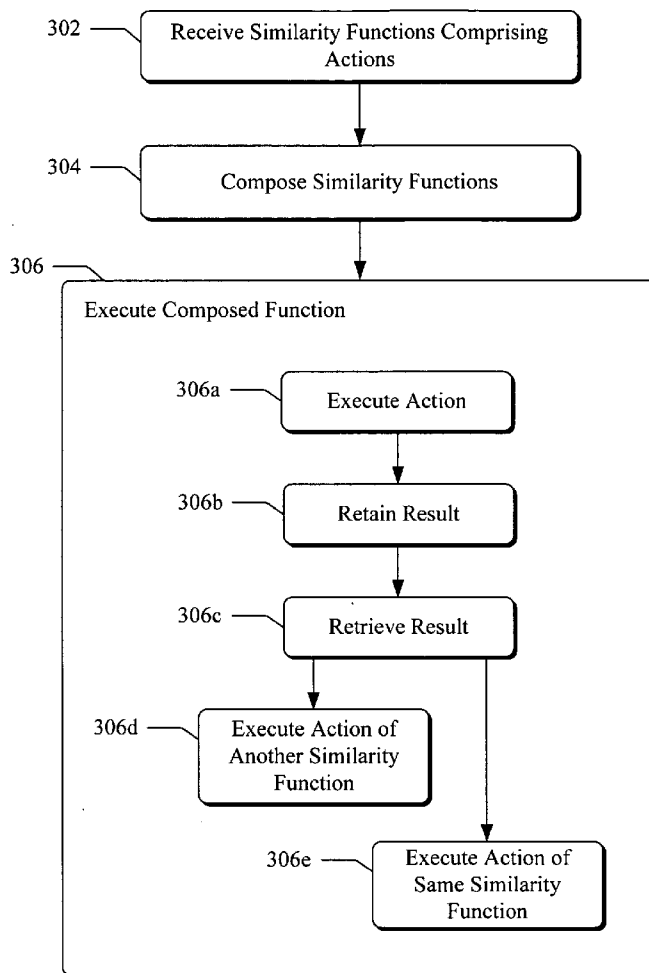 302
Receive Similarity Functions Comprising
Actions
304
Compose Similarity Functions
306
Execute Composed Function
306a
Execute Action
306b
Retain Result
306c
Retrieve Result
306d
Execute Action of
Another Similarity
Function
306e
Execute Action of
Same Similarity
Function